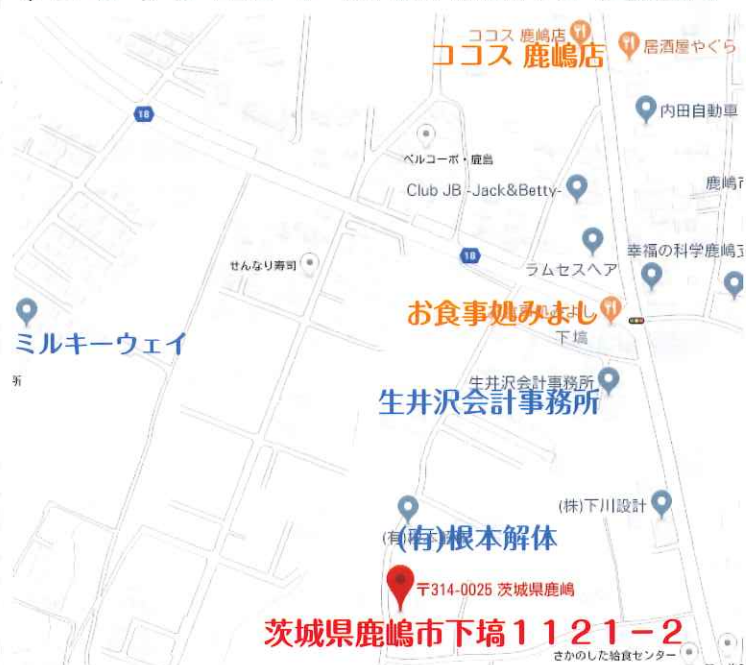 ココス 鹿嶋店
ココス 鹿嶋店
居酒屋やぐら
18
内田自動車
ベルコーポ・鹿島
Club JB -Jack&Betty-
鹿嶋市
せんなり寿司
18
ラムセスヘア
幸福の科学鹿嶋支
お食事処みよし
下塙
ミルキーウェイ
所
生井沢会計事務所
生井沢会計事務所
(株)下川設計
(有)根本解体
〒314-0025 茨城県鹿嶋
茨城県鹿嶋市下塙1121-2
さかのした給食センター